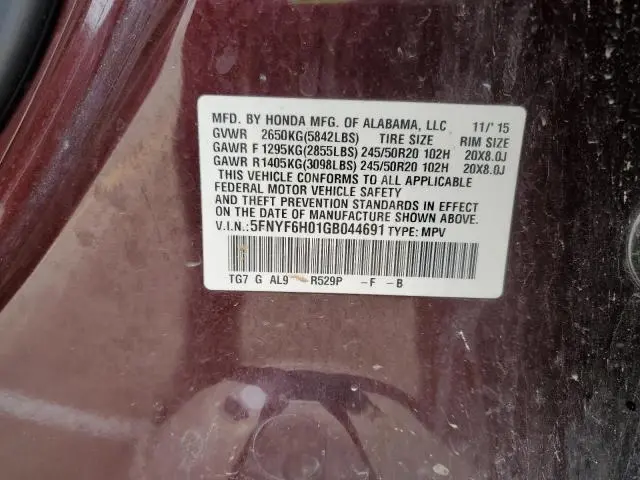 MFD. BY HONDA MFG. OF ALABAMA, LLC 11/'15
GVWR 2650KG(5842LBS) TIRE SIZE RIM SIZE
GAWR F 1295KG(2855LBS) 245/50R20 102H 20X8.0J
GAWR R1405KG(3098LBS) 245/50R20 102H 20X8.0J
THIS VEHICLE CONFORMS TO ALL APPLICABLE
FEDERAL MOTOR VEHICLE SAFETY
AND THEFT PREVENTION STANDARDS IN EFFECT
ON THE DATE OF MANUFACTURE SHOWN ABOVE.
V.I.N.: 5FNYF6H01GB044691 TYPE: MPV
TG7 G AL9 R529P -F -B